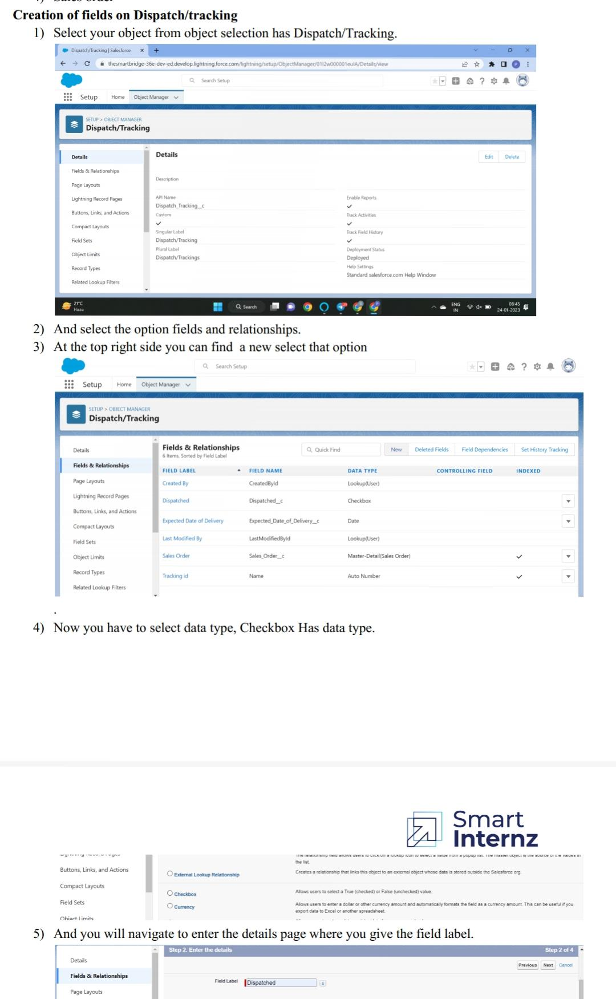 Creation of fields on Dispatch/tracking
1) Select your object from object selection has Dispatch/Tracking.
Dispatch/Tracking | Salesforce × +
thesmartbridge-36e-dev-ed.develop.lightning.force.com/lightning/setup/ObjectManager/01I2w000001euIA/Details/view
P
Search Setup
Setup Home Object Manager
SETUP > OBJECT MANAGER
Dispatch/Tracking
Details
Fields & Relationships
Page Layouts
Lightning Record Pages
Buttons, Links, and Actions
Compact Layouts
Field Sets
Object Limits
Record Types
Related Lookup Filters
Details
Edit Delete
Description
API Name
Dispatch_Tracking__c
Custom
Singular Label
Dispatch/Tracking
Plural Label
Dispatch/Trackings
Enable Reports
Track Activities
Track Field History
Deployment Status
Deployed
Help Settings
Standard salesforce.com Help Window
21°C
Haze
Search
ENG
IN
08:45
24-01-2023
2) And select the option fields and relationships.
3) At the top right side you can find a new select that option
Search Setup
Setup Home Object Manager
SETUP > OBJECT MANAGER
Dispatch/Tracking
Details
Fields & Relationships
Page Layouts
Lightning Record Pages
Buttons, Links, and Actions
Compact Layouts
Field Sets
Object Limits
Record Types
Related Lookup Filters
Fields & Relationships
6 Items, Sorted by Field Label
Quick Find
New Deleted Fields Field Dependencies Set History Tracking
FIELD LABEL FIELD NAME DATA TYPE CONTROLLING FIELD INDEXED
Created By CreatedById Lookup(User)
Dispatched Dispatched__c Checkbox
Expected Date of Delivery Expected_Date_of_Delivery__c Date
Last Modified By LastModifiedById Lookup(User)
Sales Order Sales_Order__c Master-Detail(Sales Order)
Tracking id Name Auto Number
.
4) Now you have to select data type, Checkbox Has data type.
Smart
Internz
Buttons, Links, and Actions
Compact Layouts
Field Sets
Object Limits
the list.
External Lookup Relationship Creates a relationship that links this object to an external object whose data is stored outside the Salesforce org.
Checkbox Allows users to select a True (checked) or False (unchecked) value.
Currency Allows users to enter a dollar or other currency amount and automatically formats the field as a currency amount. This can be useful if you
export data to Excel or another spreadsheet.
5) And you will navigate to enter the details page where you give the field label.
Details
Fields & Relationships
Page Layouts
Step 2. Enter the details Step 2 of 4
Previous Next Cancel
Field Label Dispatched i